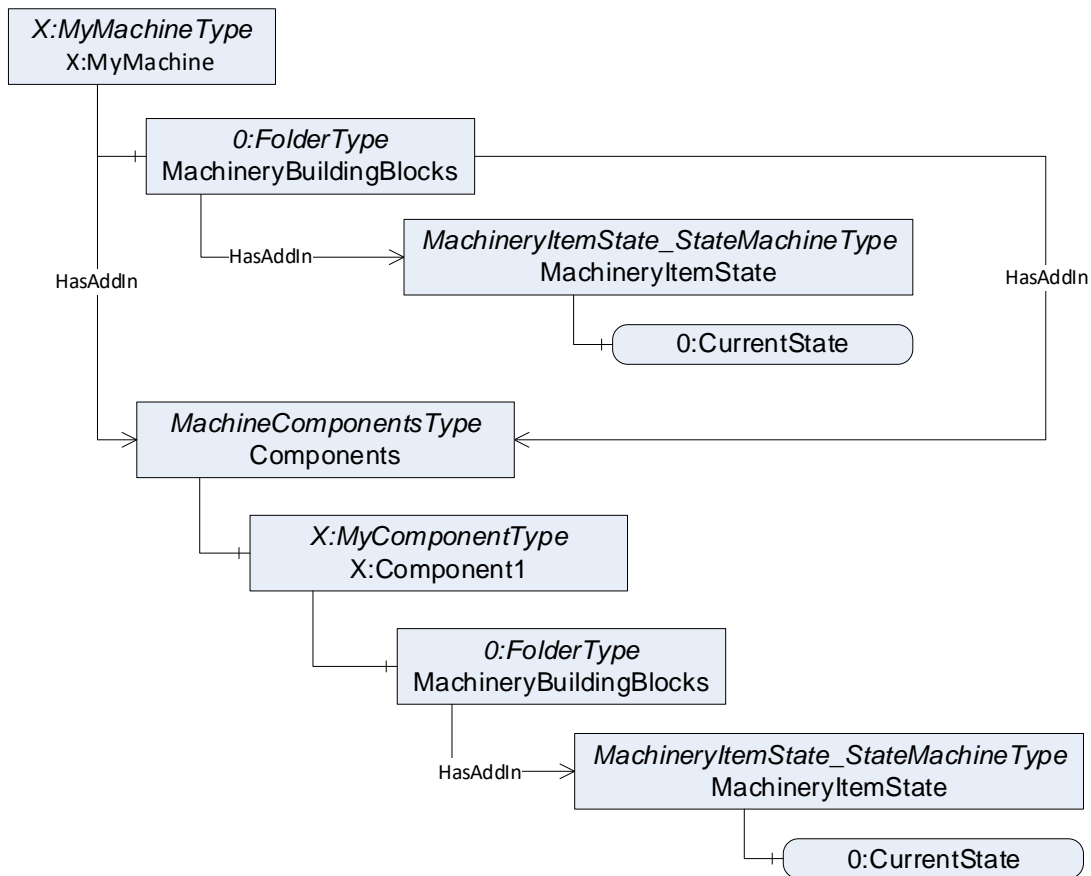 X:MyMachineType
X:MyMachine
0:FolderType
MachineryBuildingBlocks
MachineryItemState_StateMachineType
MachineryItemState
HasAddIn
HasAddIn
HasAddIn
0:CurrentState
MachineComponentsType
Components
X:MyComponentType
X:Component1
0:FolderType
MachineryBuildingBlocks
MachineryItemState_StateMachineType
MachineryItemState
HasAddIn
0:CurrentState